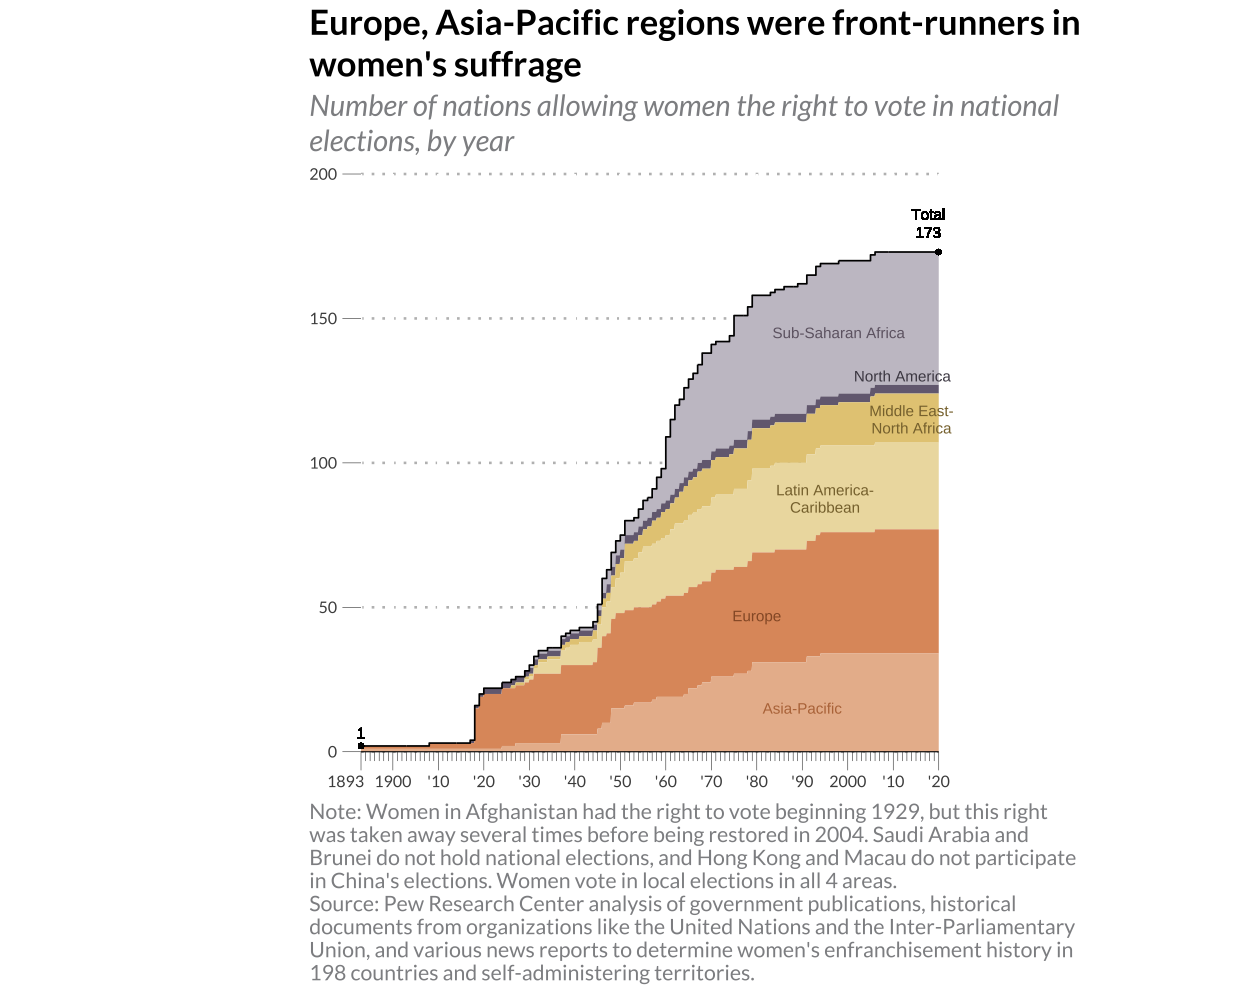 Europe, Asia-Pacific regions were front-runners in
women's suffrage
Number of nations allowing women the right to vote in national
elections, by year
200
Total
173
150
Sub-Saharan Africa
North America
Middle East-
North Africa
100
Latin America-
Caribbean
50
Europe
Asia-Pacific
1
0
1893 1900 '10 '20 '30 '40 '50 '60 '70 '80 '90 2000 '10 '20
Note: Women in Afghanistan had the right to vote beginning 1929, but this right
was taken away several times before being restored in 2004. Saudi Arabia and
Brunei do not hold national elections, and Hong Kong and Macau do not participate
in China's elections. Women vote in local elections in all 4 areas.
Source: Pew Research Center analysis of government publications, historical
documents from organizations like the United Nations and the Inter-Parliamentary
Union, and various news reports to determine women's enfranchisement history in
198 countries and self-administering territories.